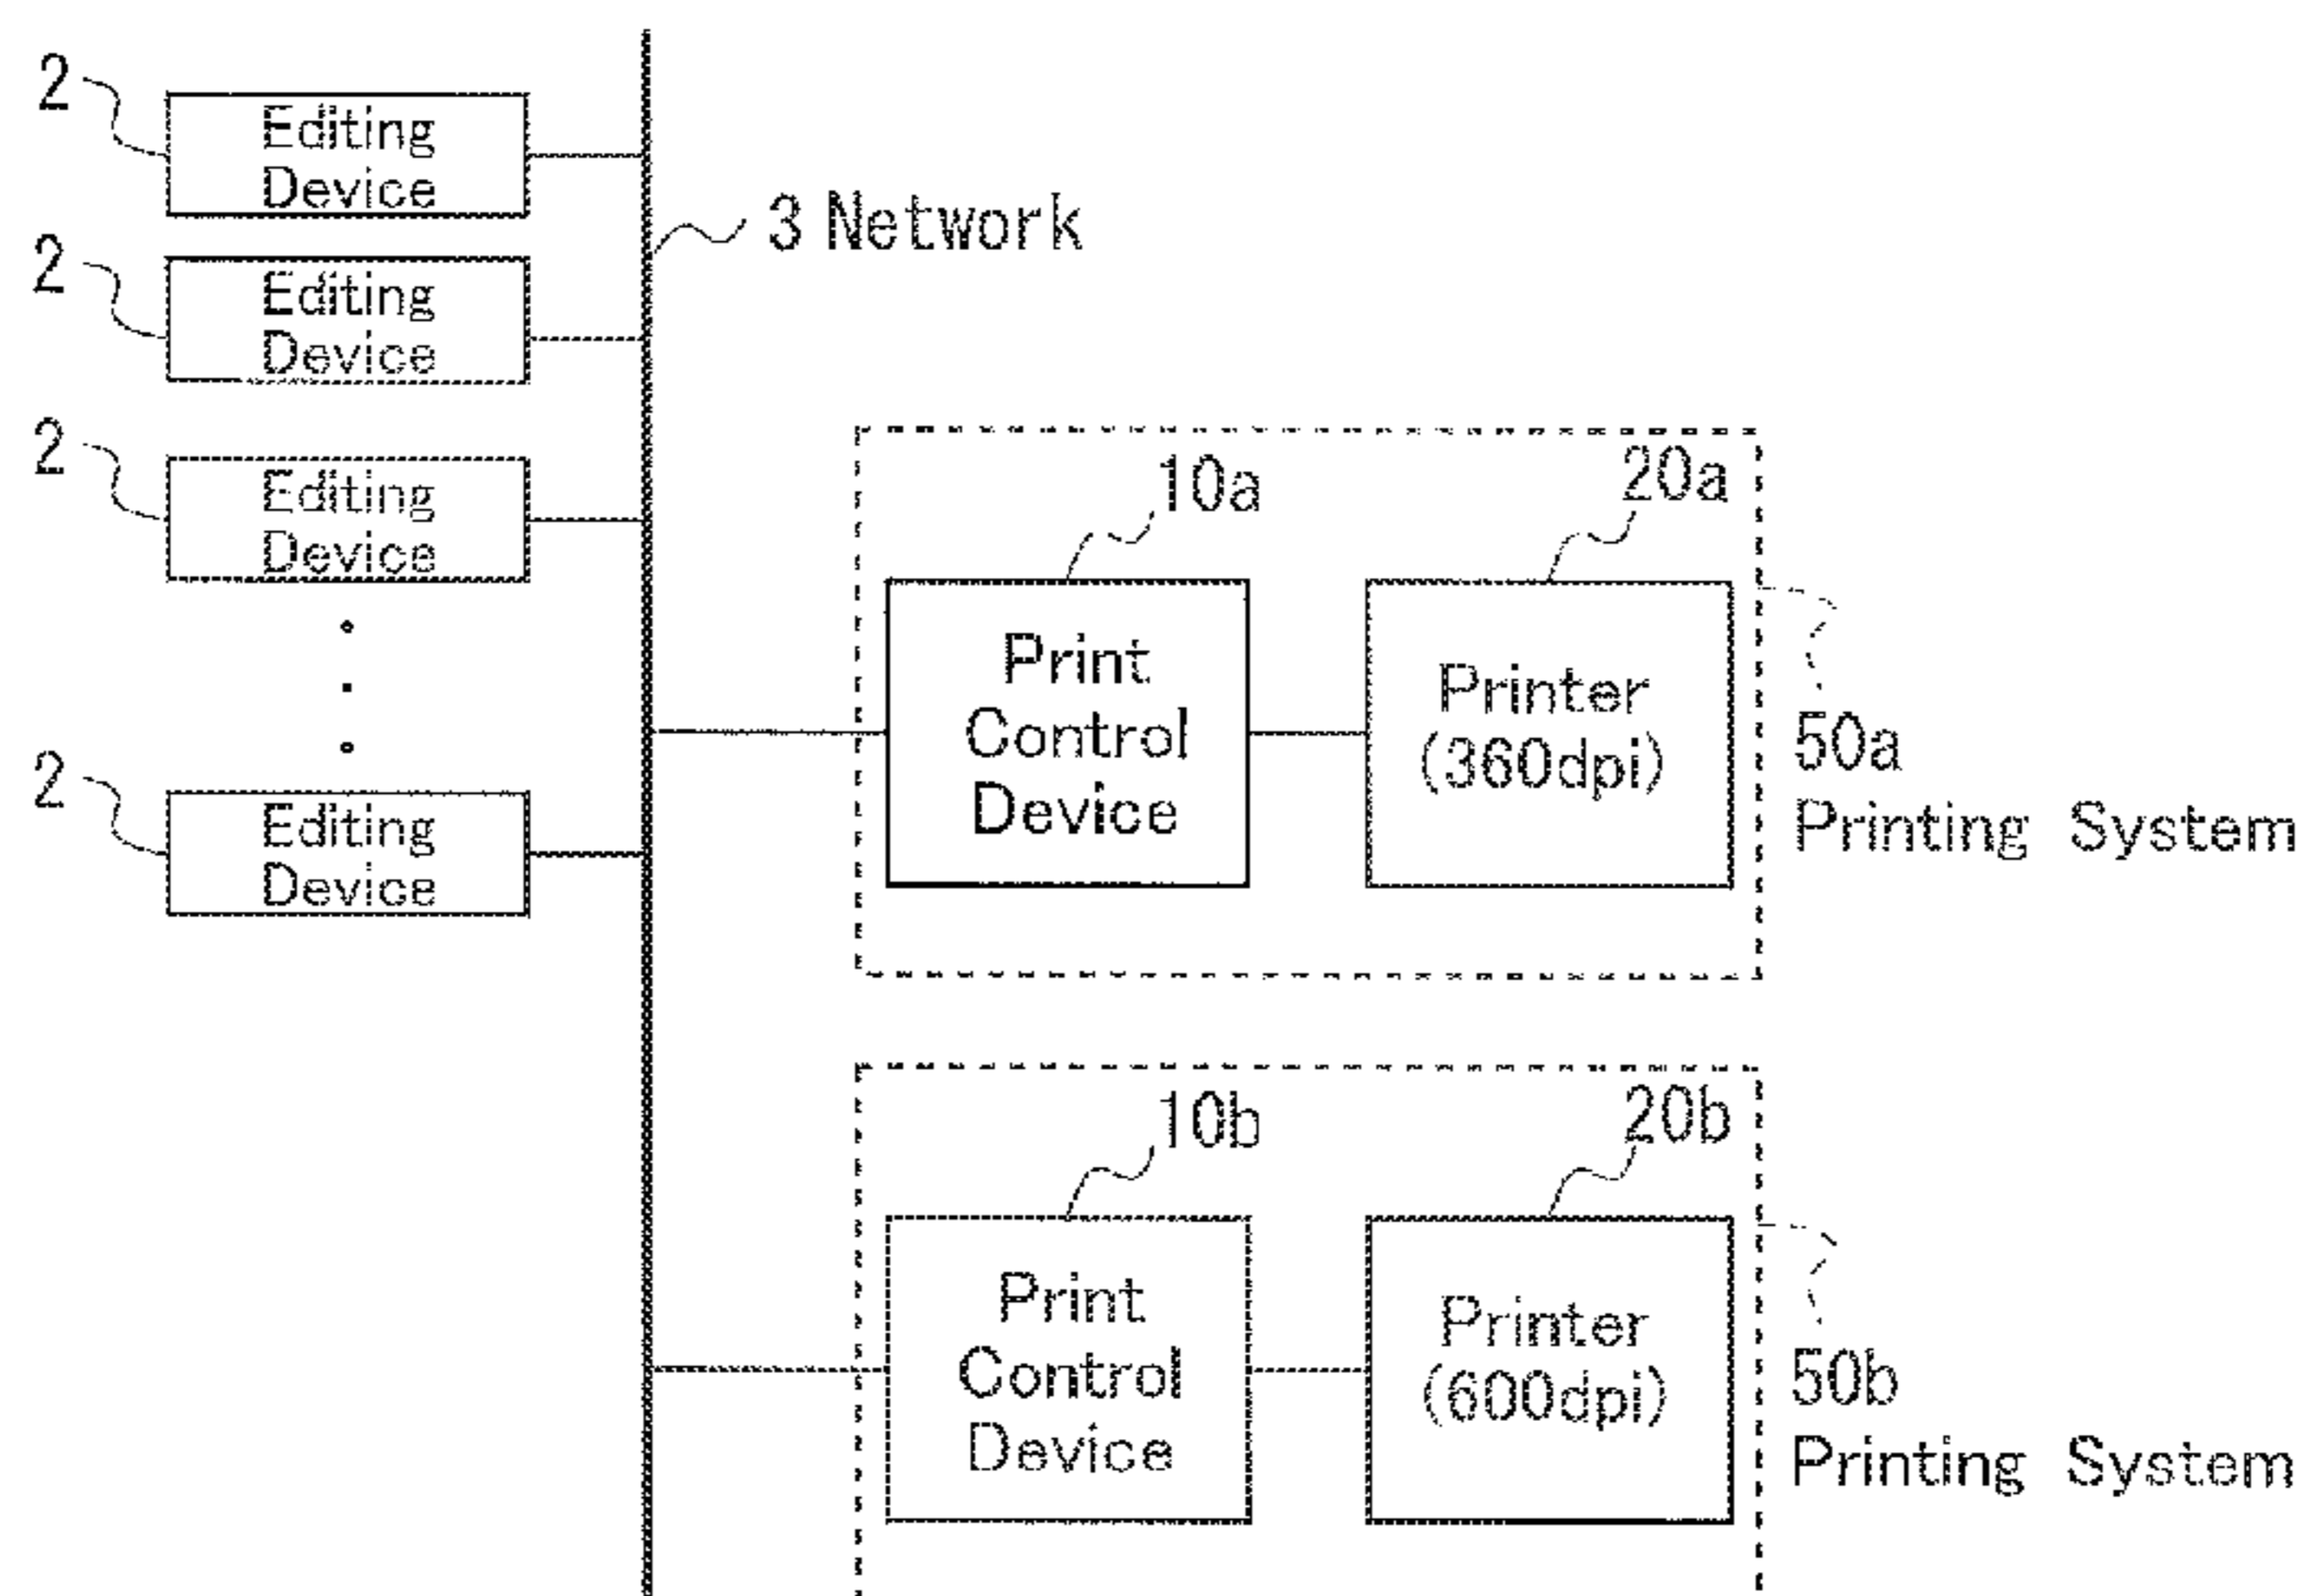 2
Editing
Device
3 Network
2
Editing
Device
2
Editing
Device
2
Editing
Device
10a
20a
Print
Control
Device
Printer
(360dpi)
50a
Printing System
10b
20b
Print
Control
Device
Printer
(600dpi)
50b
Printing System